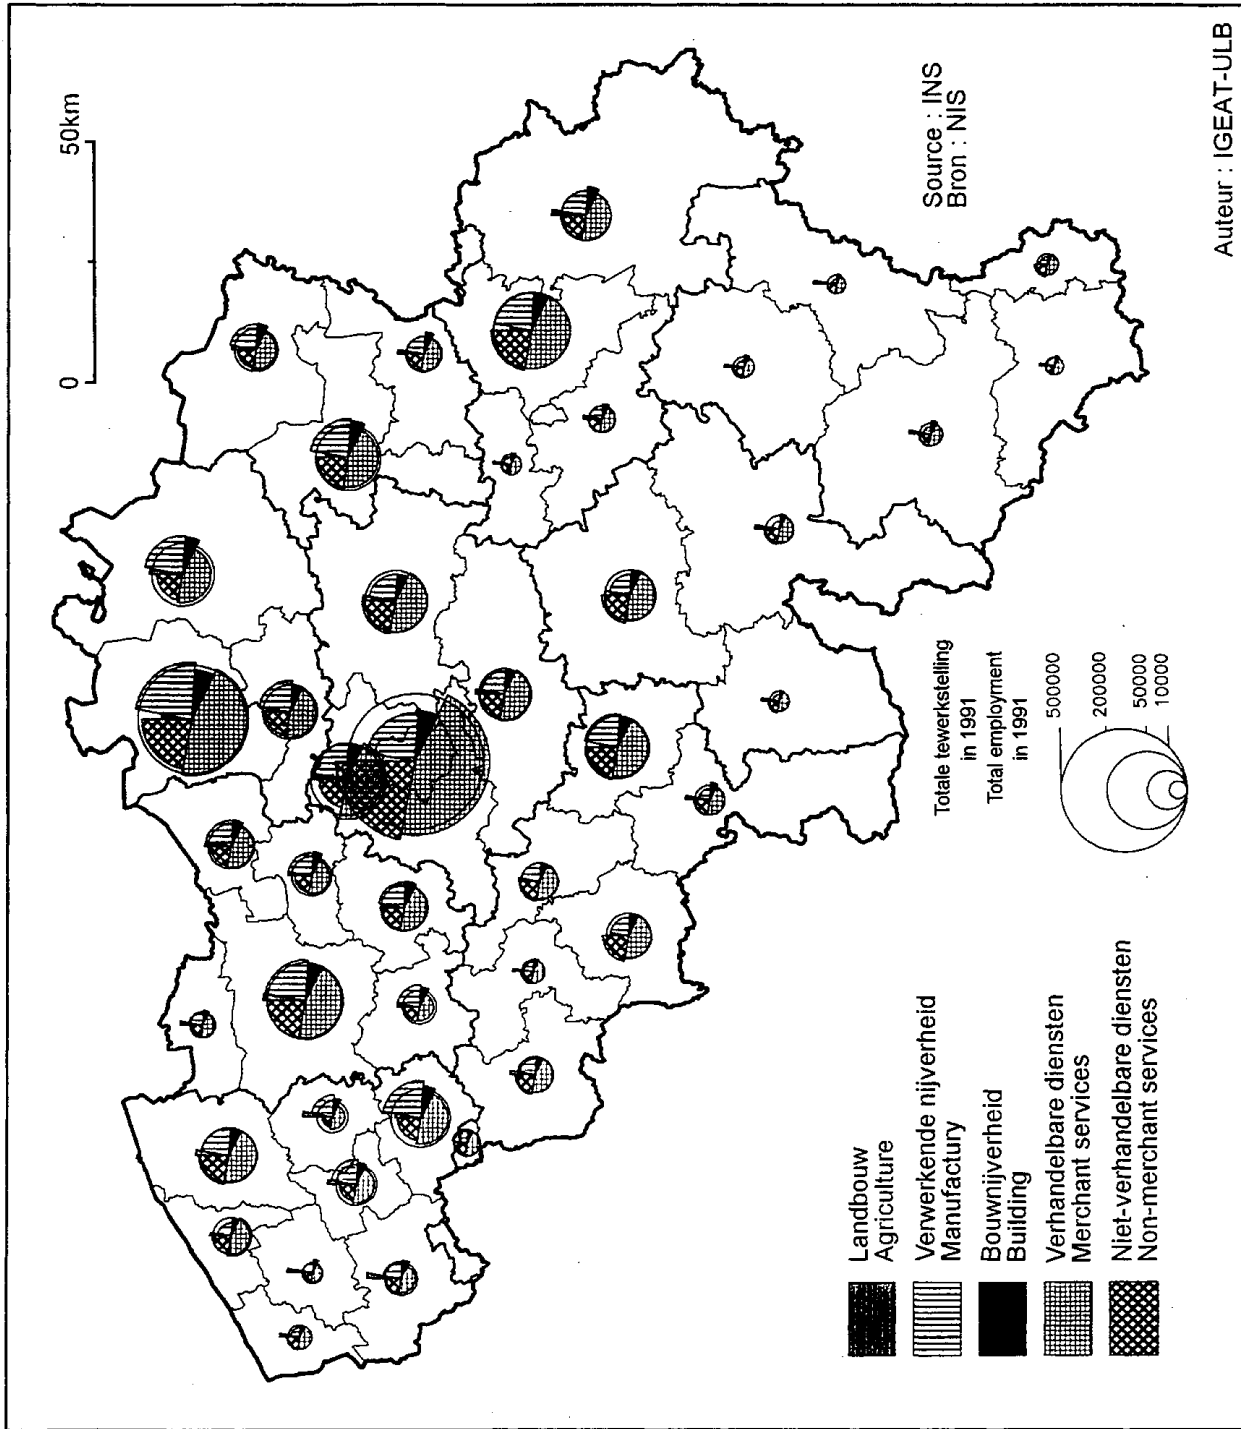 0
50km
Source : INS
Bron : NIS
Auteur : IGEAT-ULB
Totale tewerkstelling
in 1991
Total employment
in 1991
500000
200000
50000
10000
Landbouw
Agriculture
Verwerkende nijverheid
Manufactury
Bouwnijverheid
Building
Verhandelbare diensten
Merchant services
Niet-verhandelbare diensten
Non-merchant services